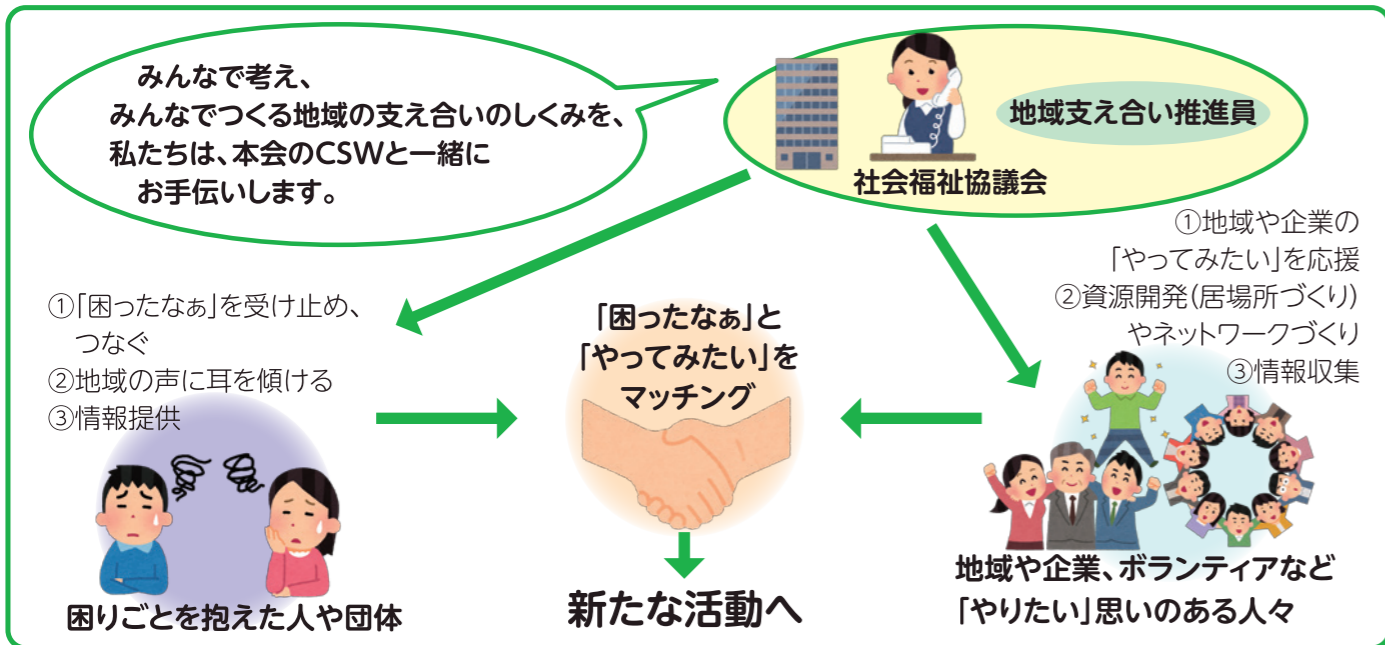 みんなで考え、
みんなでつくる地域の支え合いのしくみを、
私たちは、本会のCSWと一緒に
お手伝いします。
地域支え合い推進員
社会福祉協議会
①「困ったなぁ」を受け止め、
つなぐ
②地域の声に耳を傾ける
③情報提供
困りごとを抱えた人や団体
「困ったなぁ」と
「やってみたい」を
マッチング
新たな活動へ
①地域や企業の
「やってみたい」を応援
②資源開発(居場所づくり)
やネットワークづくり
③情報収集
地域や企業、ボランティアなど
「やりたい」思いのある人々